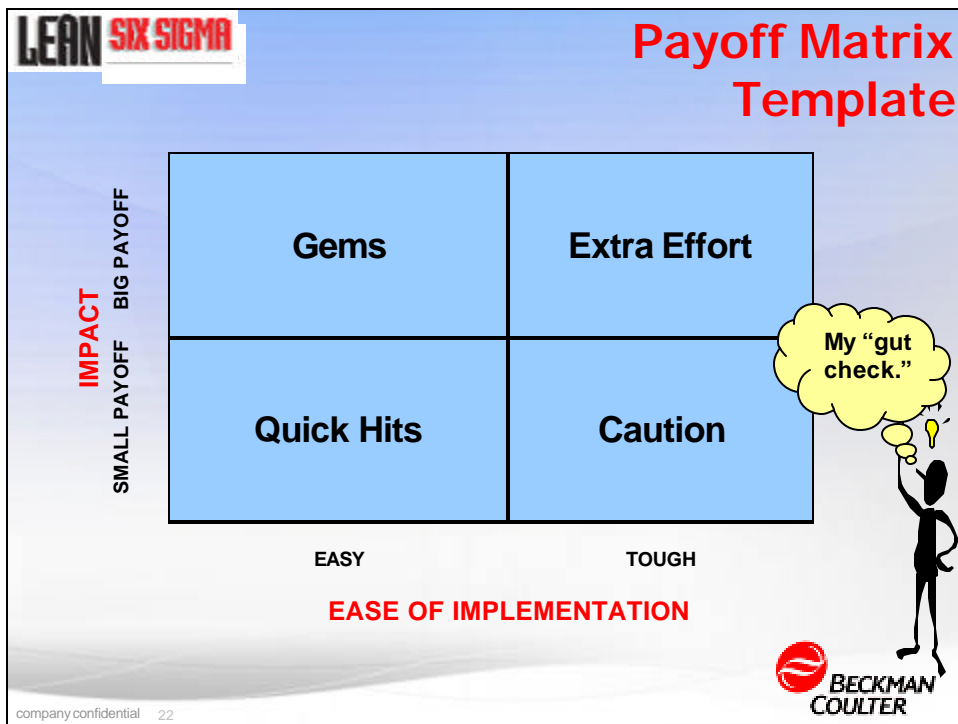 LEAN SIX SIGMA
Payoff Matrix
Template
IMPACT
BIG PAYOFF
SMALL PAYOFF
Gems
Extra Effort
Quick Hits
Caution
My “gut
check.”
EASY
TOUGH
EASE OF IMPLEMENTATION
BECKMAN
COULTER
company confidential 22